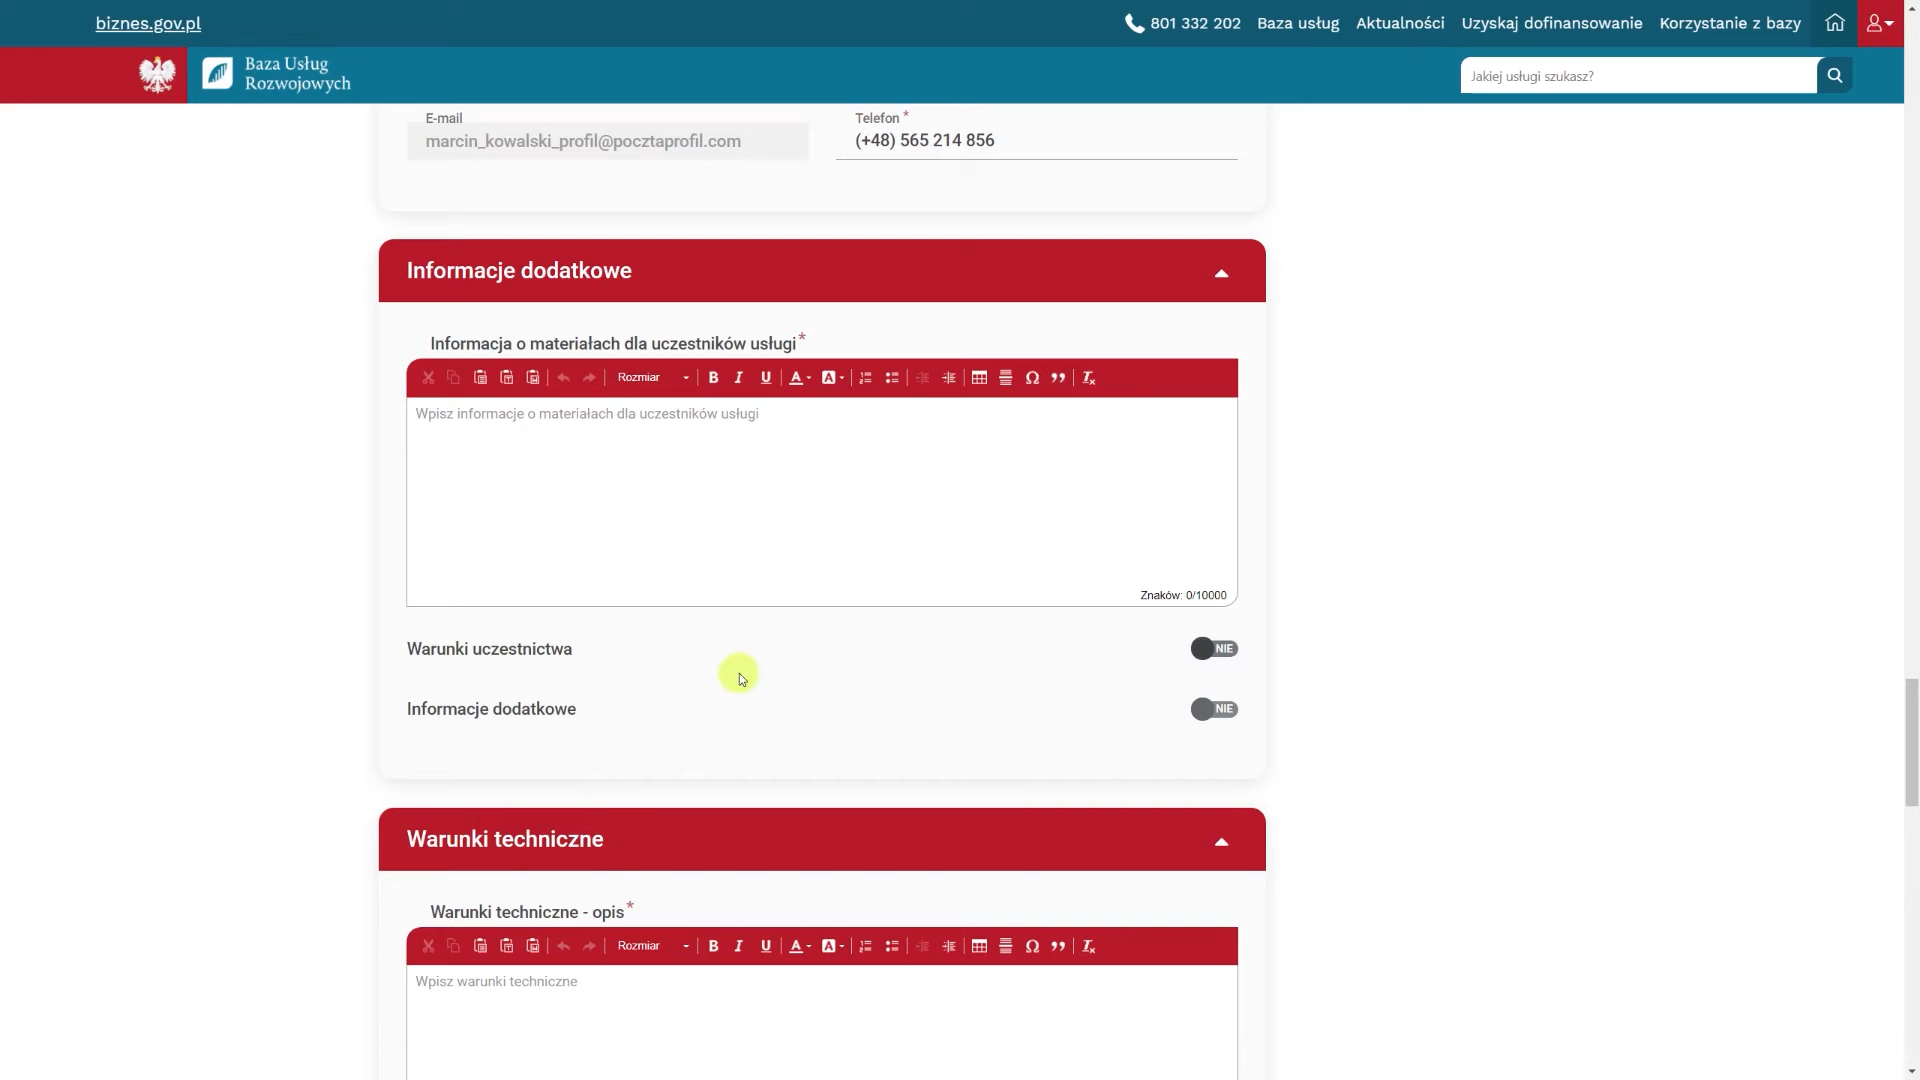 biznes.gov.pl
801 332 202 Baza usług Aktualności Uzyskaj dofinansowanie Korzystanie z bazy
Baza Usług
Rozwojowych
Jakiej usługi szukasz?
E-mail
marcin_kowalski_profil@pocztaprofil.com
Telefon *
(+48) 565 214 856
Informacje dodatkowe
Informacja o materiałach dla uczestników usługi*
Rozmiar
Wpisz informacje o materiałach dla uczestników usługi
Znaków: 0/10000
Warunki uczestnictwa NIE
Informacje dodatkowe NIE
Warunki techniczne
Warunki techniczne - opis*
Rozmiar
Wpisz warunki techniczne